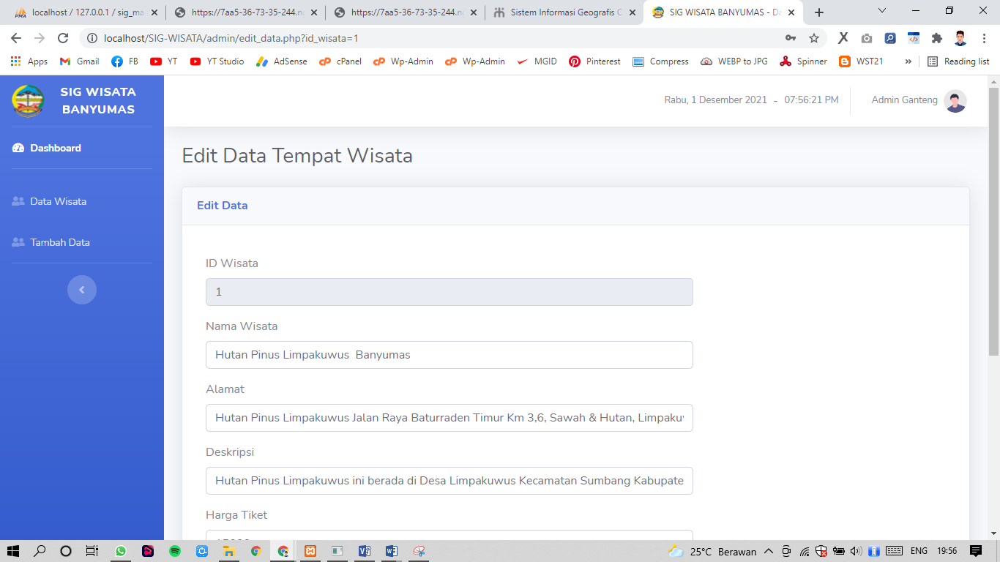 localhost / 127.0.0.1 / sig_ma
https://7aa5-36-73-35-244.n
https://7aa5-36-73-35-244.n
Sistem Informasi Geografis
SIG WISATA BANYUMAS - Da
localhost/SIG-WISATA/admin/edit_data.php?id_wisata=1
Apps Gmail FB YT YT Studio AdSense cPanel Wp-Admin Wp-Admin MGID Pinterest Compress WEBP to JPG Spinner WST21 » Reading list
SIG WISATA
BANYUMAS
Rabu, 1 Desember 2021 - 07:56:21 PM
Admin Ganteng
Dashboard
Data Wisata
Tambah Data
Edit Data Tempat Wisata
Edit Data
ID Wisata
1
Nama Wisata
Hutan Pinus Limpakuwus  Banyumas
Alamat
Hutan Pinus Limpakuwus Jalan Raya Baturraden Timur Km 3,6, Sawah & Hutan, Limpaku
Deskripsi
Hutan Pinus Limpakuwus ini berada di Desa Limpakuwus Kecamatan Sumbang Kabupate
Harga Tiket
25°C Berawan ENG 19:56